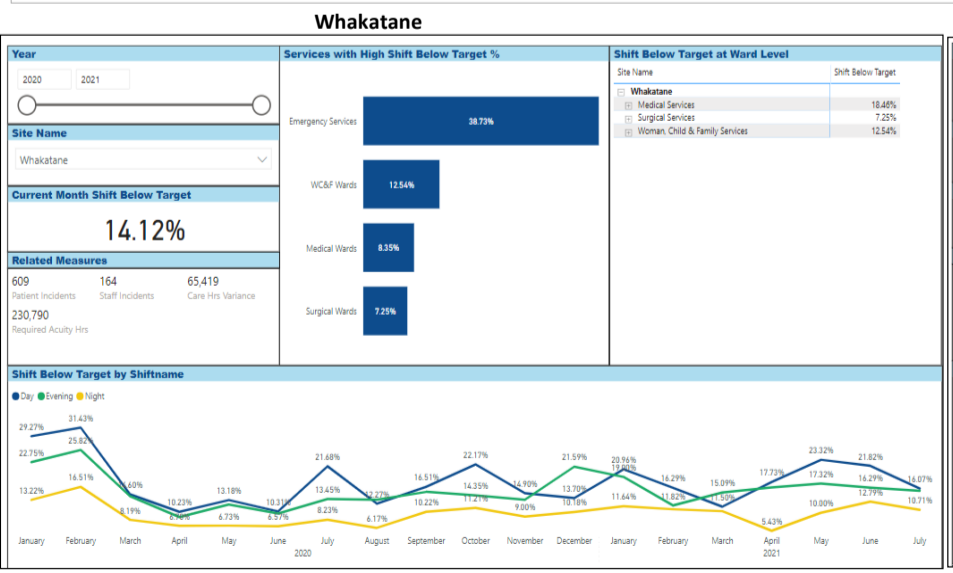 Whakatane
Year
2020 2021
Site Name
Whakatane
Current Month Shift Below Target
14.12%
Related Measures
609 164 65,419
Patient Incidents Staff Incidents Care Hrs Variance
230,790
Required Acuity Hrs
Services with High Shift Below Target %
Emergency Services 38.73%
WC&F Wards 12.54%
Medical Wards 8.35%
Surgical Wards 7.25%
Shift Below Target at Ward Level
Site Name Shift Below Target
Whakatane
Medical Services 18.46%
Surgical Services 7.25%
Woman, Child & Family Services 12.54%
Shift Below Target by Shiftname
Day Evening Night
29.27% 31.43% 10.23% 13.18% 10.31% 21.68% 12.27% 16.51% 22.17% 14.90% 13.70% 20.96% 16.29% 11.50% 17.73% 23.32% 21.82% 16.07%
22.75% 25.82% 13.45% 14.35% 21.59% 19.00% 11.82% 15.09% 17.32% 16.29%
13.22% 16.51% 8.19% 6.73% 6.57% 8.23% 6.17% 10.22% 11.21% 9.00% 10.18% 11.64% 5.43% 10.00% 12.79% 10.71%
January February March April May June July August September October November December January February March April May June July
2020 2021